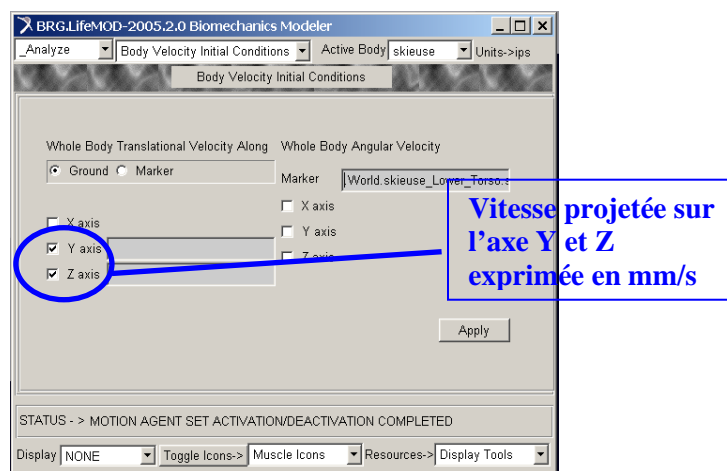 BRG.LifeMOD-2005.2.0 Biomechanics Modeler
_Analyze Body Velocity Initial Conditions Active Body skieuse Units->ips
Body Velocity Initial Conditions
Whole Body Translational Velocity Along Whole Body Angular Velocity
Ground Marker
Marker .World.skieuse_Lower_Torso.
X axis
Y axis
Z axis
X axis
Y axis
Z axis
Vitesse projetée sur
l'axe Y et Z
exprimée en mm/s
Apply
STATUS - > MOTION AGENT SET ACTIVATION/DEACTIVATION COMPLETED
Display NONE Toggle Icons-> Muscle Icons Resources-> Display Tools